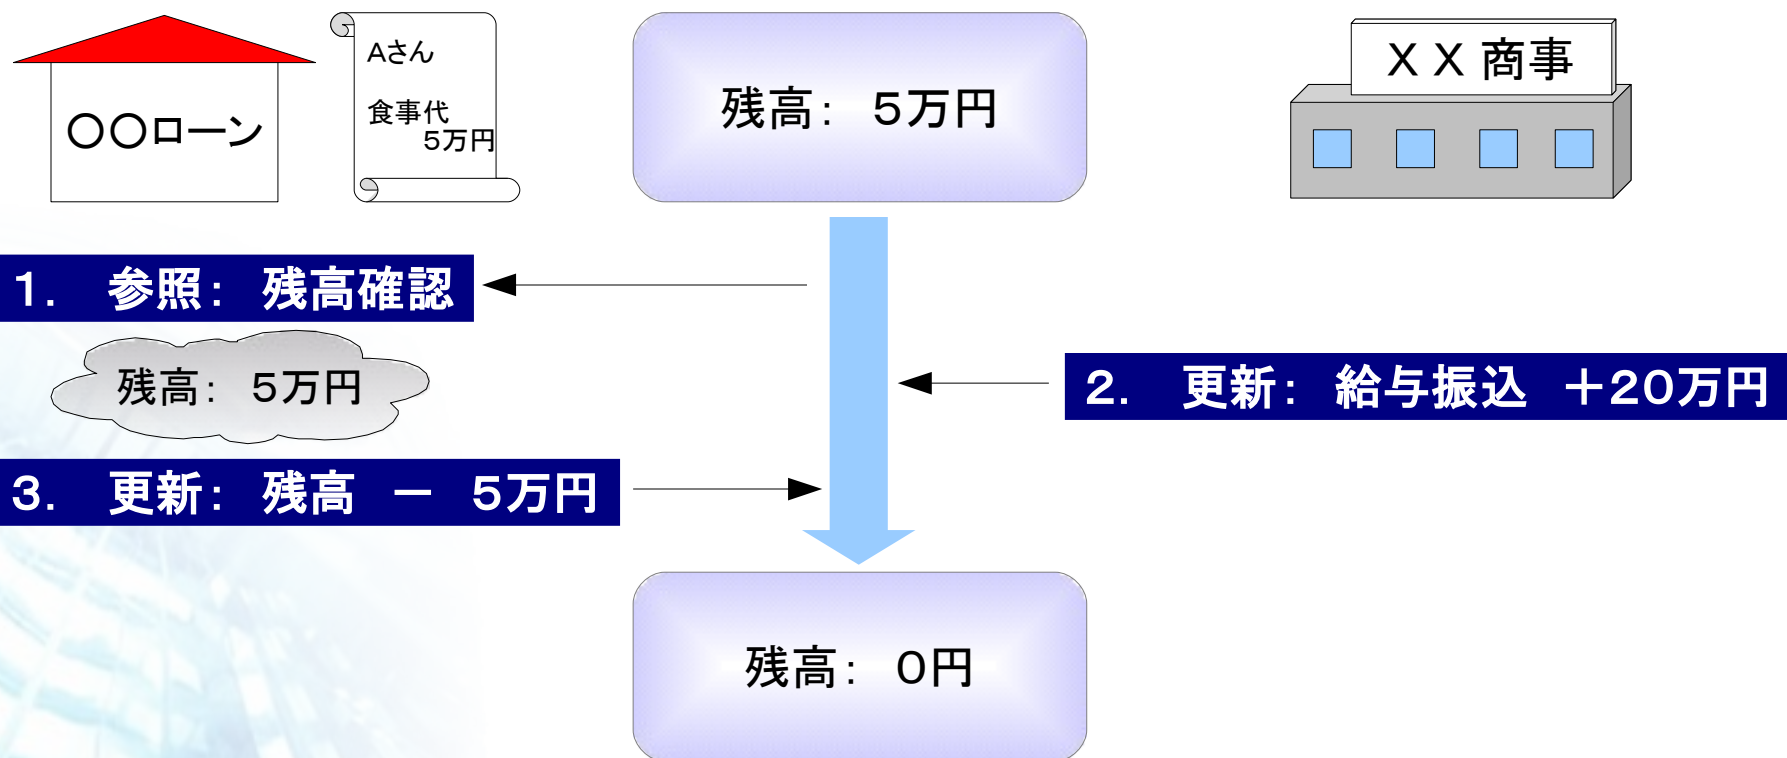 〇〇ローン
Aさん
食事代
5万円
残高： 5万円
ＸＸ商事
1. 参照： 残高確認
残高： 5万円
2. 更新： 給与振込 ＋20万円
3. 更新： 残高 － 5万円
残高： 0円